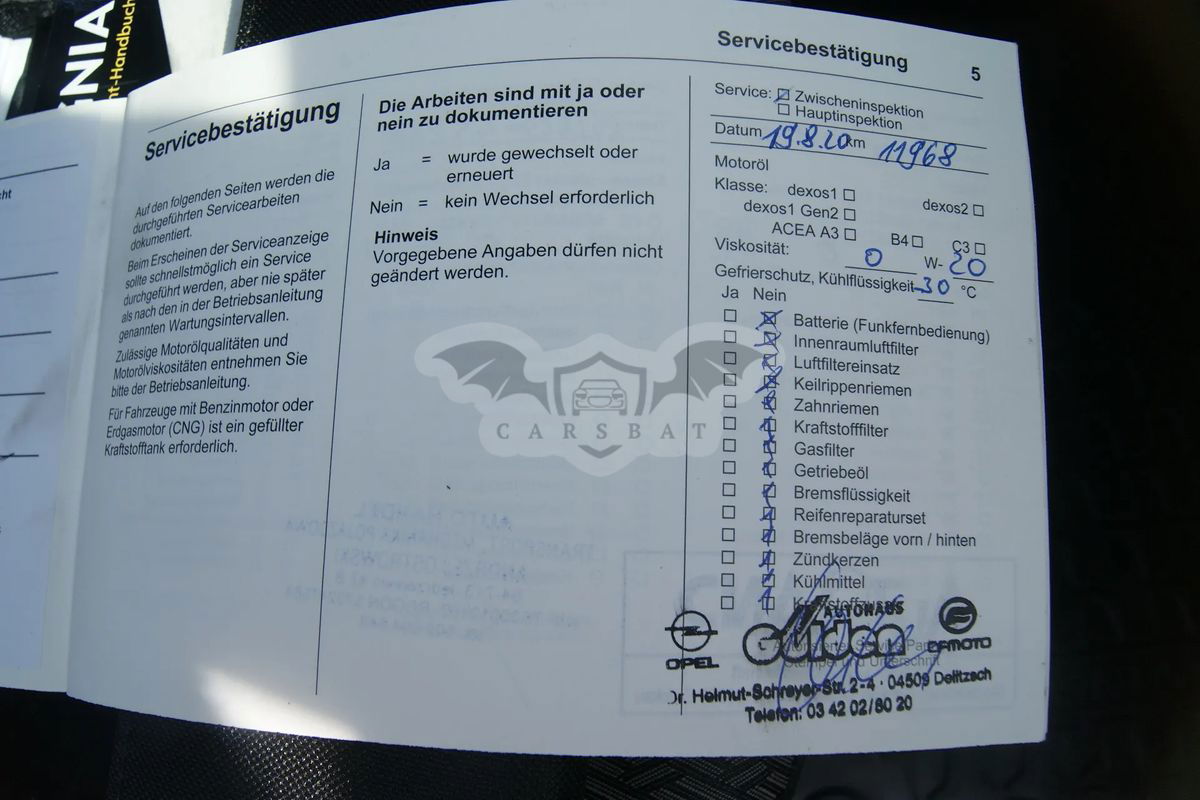 NIA
nt-Handbuch
cht
Servicebestätigung
Auf den folgenden Seiten werden die
durchgeführten Servicearbeiten
dokumentiert.
Beim Erscheinen der Serviceanzeige
sollte schnellstmöglich ein Service
durchgeführt werden, aber nie später
als nach den in der Betriebsanleitung
genannten Wartungsintervallen.
Zulässige Motorölqualitäten und
Motorölviskositäten entnehmen Sie
bitte der Betriebsanleitung.
Für Fahrzeuge mit Benzinmotor oder
Erdgasmotor (CNG) ist ein gefüllter
Kraftstofftank erforderlich.
Die Arbeiten sind mit ja oder
nein zu dokumentieren
Ja = wurde gewechselt oder
erneuert
Nein = kein Wechsel erforderlich
Hinweis
Vorgegebene Angaben dürfen nicht
geändert werden.
CARSBAT
Servicebestätigung 5
Service: Zwischeninspektion
Hauptinspektion
Datum 19.8.20 km 11968
Motoröl
Klasse: dexos1 dexos2
dexos1 Gen2
ACEA A3 B4 C3
Viskosität: 0 W- 20
Gefrierschutz, Kühlflüssigkeit -30 °C
Ja Nein
Batterie (Funkfernbedienung)
Innenraumluftfilter
Luftfiltereinsatz
Keilrippenriemen
Zahnriemen
Kraftstofffilter
Gasfilter
Getriebeöl
Bremsflüssigkeit
Reifenreparaturset
Bremsbeläge vorn / hinten
Zündkerzen
Kühlmittel
AUTOHAUS
OPEL CFMOTO
Stempel und Unterschrift
Dr. Helmut-Schreyer-Str. 2-4 · 04509 Delitzsch
Telefon: 03 42 02/60 20